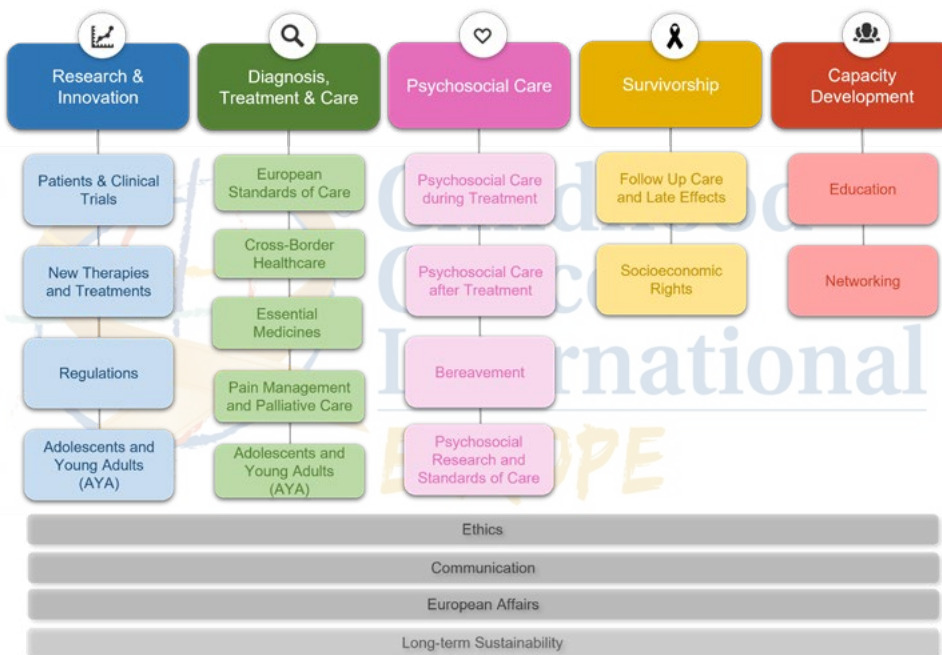 Research &
Innovation
Diagnosis,
Treatment & Care
Psychosocial Care
Survivorship
Capacity
Development
Patients & Clinical
Trials
New Therapies
and Treatments
Regulations
Adolescents and
Young Adults
(AYA)
European
Standards of Care
Cross-Border
Healthcare
Essential
Medicines
Pain Management
and Palliative Care
Adolescents and
Young Adults
(AYA)
Psychosocial Care
during Treatment
Psychosocial Care
after Treatment
Bereavement
Psychosocial
Research and
Standards of Care
Follow Up Care
and Late Effects
Socioeconomic
Rights
Education
Networking
Ethics
Communication
European Affairs
Long-term Sustainability